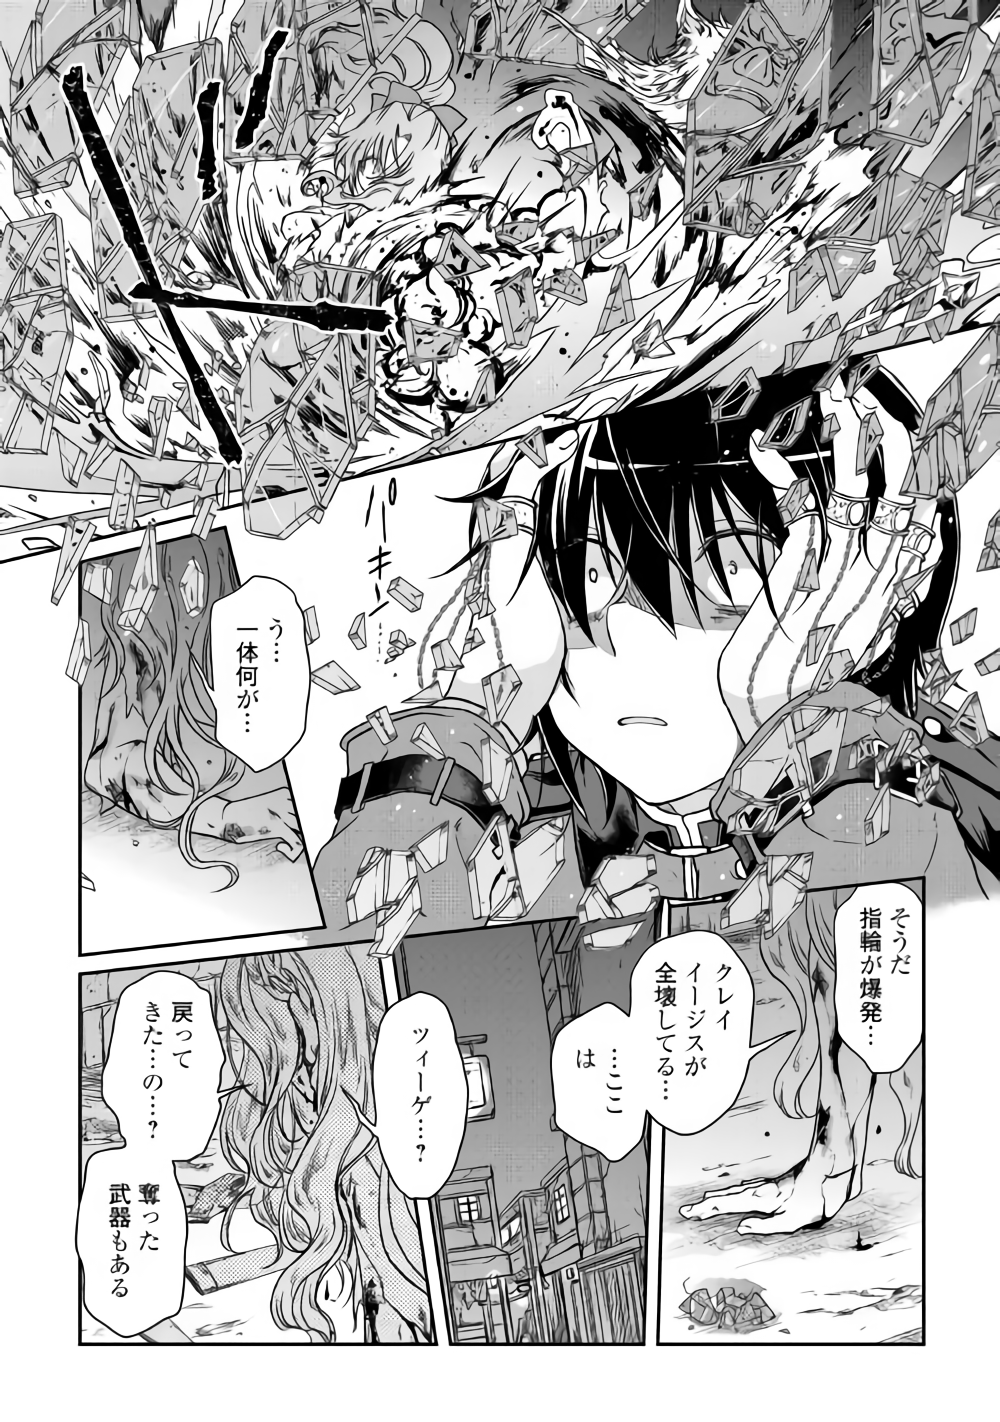 パーキーン
う…
一体何が…
そうだ
指輪が爆発…
クレイ
イージスが
全壊してる…
…ここ
は
ツィーゲ…？
戻って
きた…の…？
奪った
武器もある